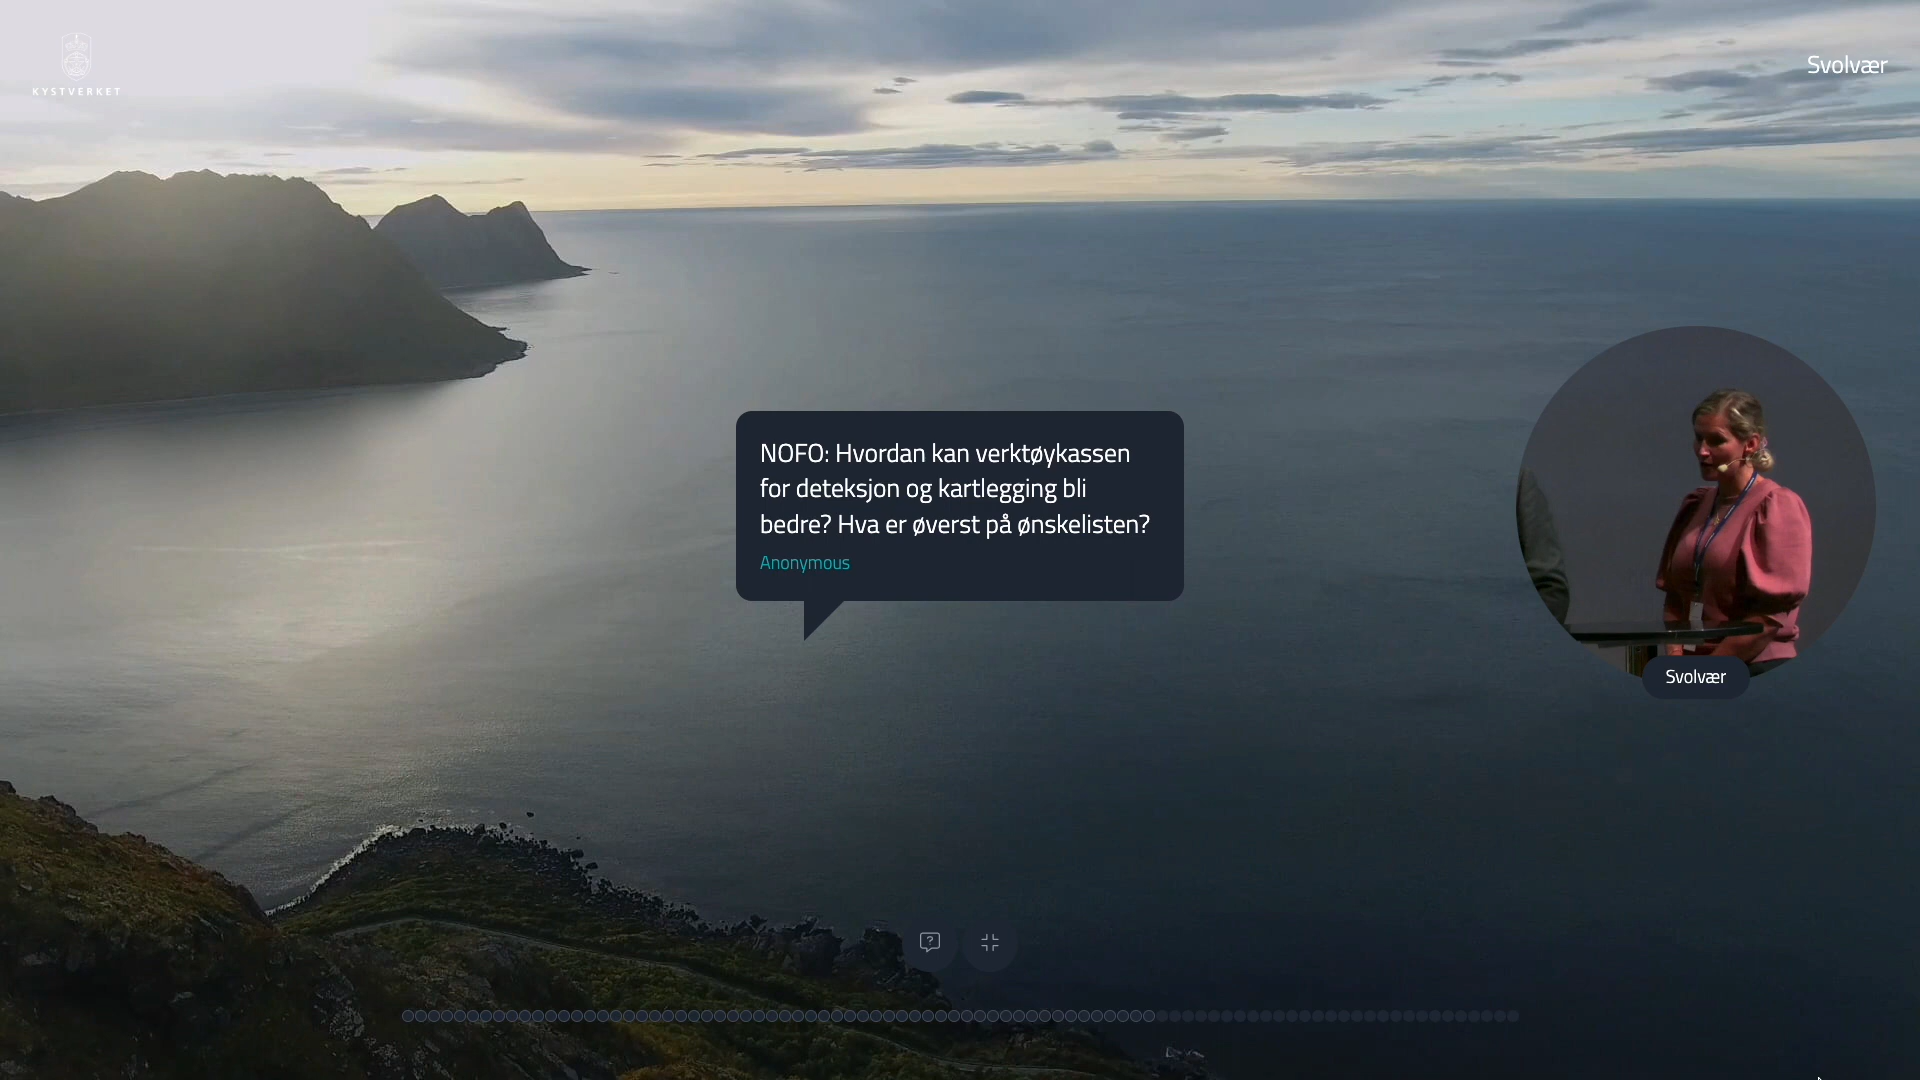 KYSTVERKET
Svolvær
NOFO: Hvordan kan verktøykassen
for deteksjon og kartlegging bli
bedre? Hva er øverst på ønskelisten?
Anonymous
Svolvær